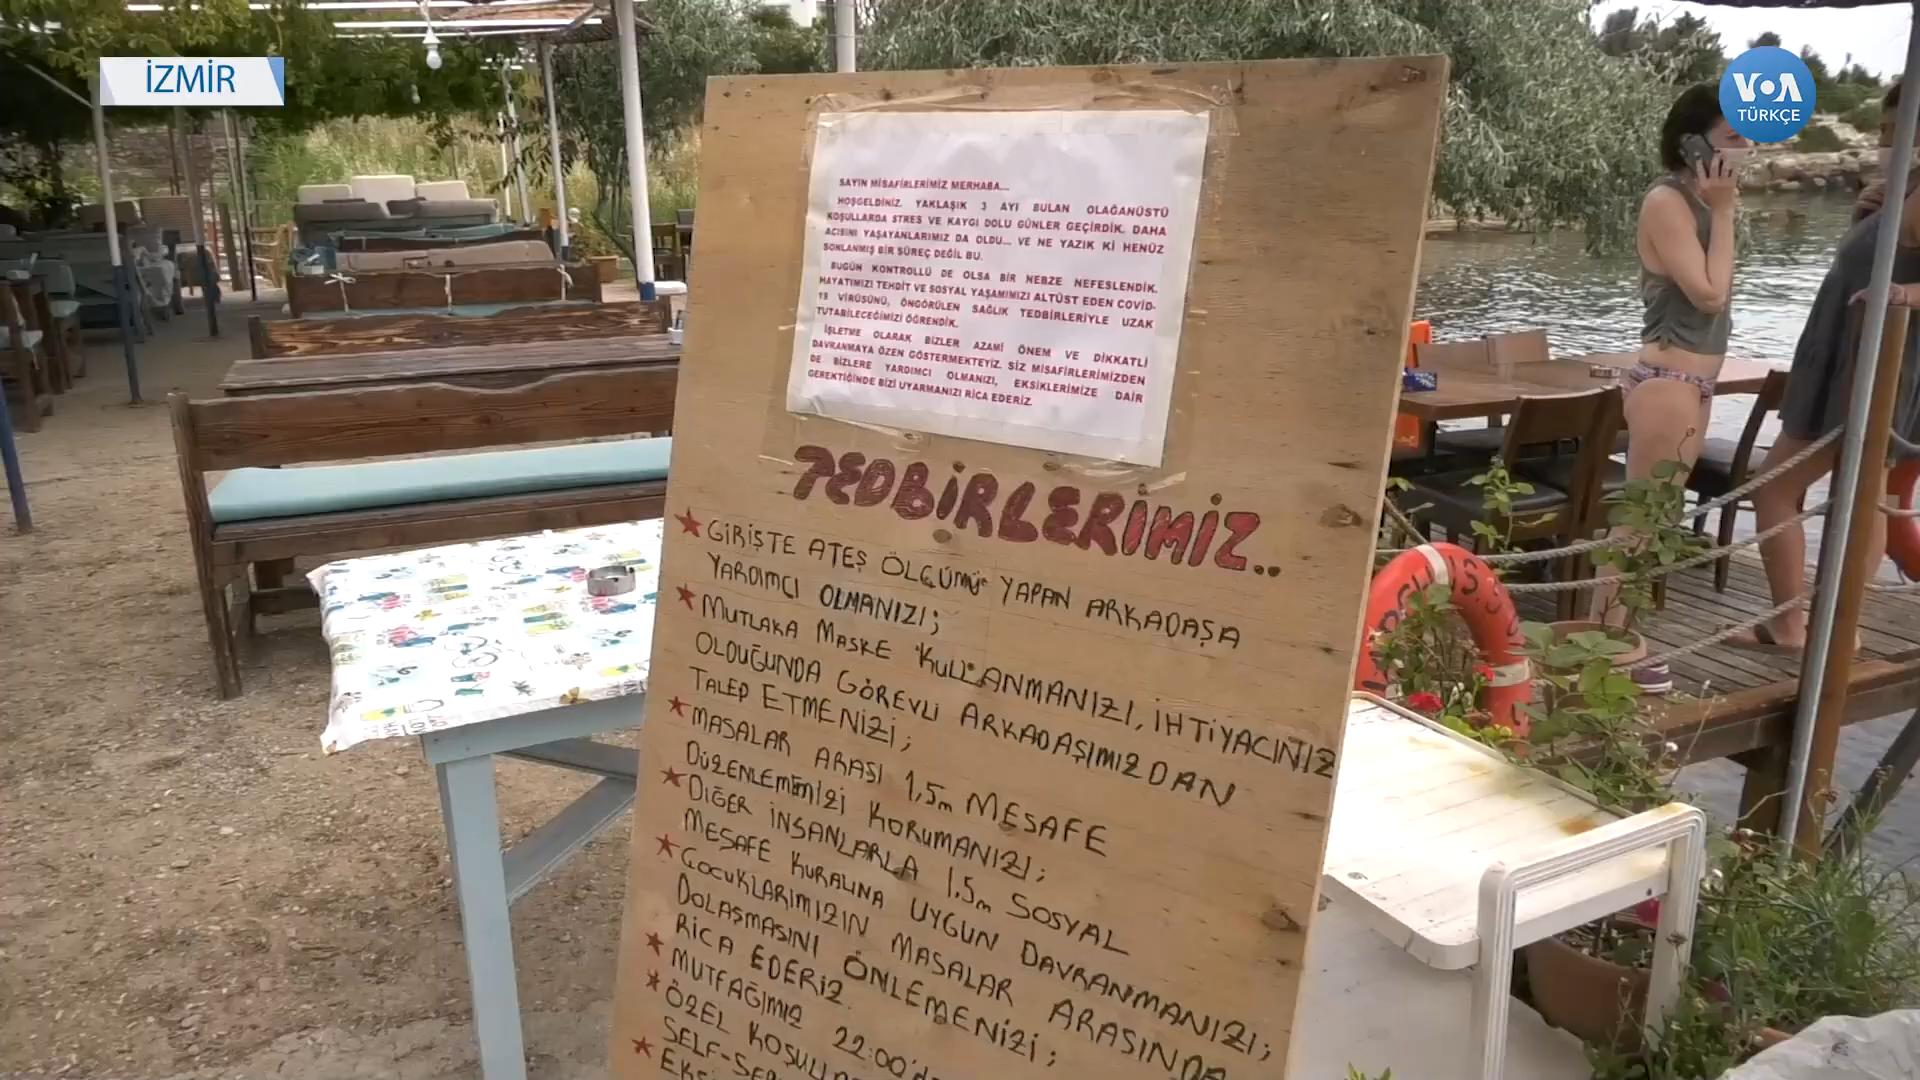 İZMİR
VOA
TÜRKÇE
SAYIN MİSAFİRLERİMİZ MERHABA...
HOŞGELDİNİZ. YAKLAŞIK 3 AYI BULAN OLAĞANÜSTÜ
KOŞULLARDA STRES VE KAYGI DOLU GÜNLER GEÇİRDİK. DAHA
ACISINI YAŞAYANLARIMIZ DA OLDU... VE NE YAZIK Kİ HENÜZ
SONLANMIŞ BİR SÜREÇ DEĞİL BU.
BUGÜN KONTROLLÜ DE OLSA BİR NEBZE NEFESLENDİK.
HAYATIMIZI TEHDİT VE SOSYAL YAŞAMIMIZI ALTÜST EDEN COVİD-
19 VİRÜSÜNÜ, ÖNGÖRÜLEN SAĞLIK TEDBİRLERİYLE UZAK
TUTABİLECEĞİMİZİ ÖĞRENDİK.
İŞLETME OLARAK BİZLER AZAMİ ÖNEM VE DİKKATLİ
DAVRANMAYA ÖZEN GÖSTERMEKTEYİZ. SİZ MİSAFİRLERİMİZDEN
DE BİZLERE YARDIMCI OLMANIZI, EKSİKLERİMİZE DAİR
GEREKTİĞİNDE BİZİ UYARMANIZI RİCA EDERİZ.
TEDBİRLERİMİZ..
★ GİRİŞTE ATEŞ ÖLÇÜMÜ YAPAN ARKADAŞA
YARDIMCI OLMANIZI;
★ MUTLAKA MASKE KULLANMANIZI, İHTİYACINIZ
OLDUĞUNDA GÖREVLİ ARKADAŞIMIZDAN
TALEP ETMENİZİ;
★ MASALAR ARASI 1,5m MESAFE
DÜZENLEMEMİZİ KORUMANIZI;
★ DİĞER İNSANLARLA 1.5m SOSYAL
MESAFE KURALINA UYGUN DAVRANMANIZI;
★ ÇOCUKLARIMIZIN MASALAR ARASINDA
DOLAŞMASINI ÖNLEMENİZİ;
RİCA EDERİZ.
★ MUTFAĞIMIZ 22:00'da
★ ÖZEL
SELF-SER
★